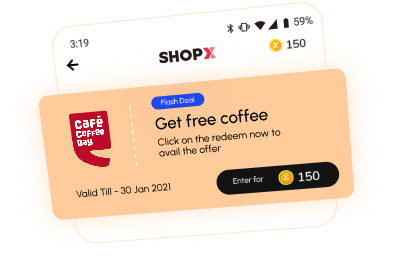 3:19
59%
SHOPX
150
Flash Deal
Café
Coffee
Day
Get free coffee
Click on the redeem now to
avail the offer
Valid Till - 30 Jan 2021
Enter for 150